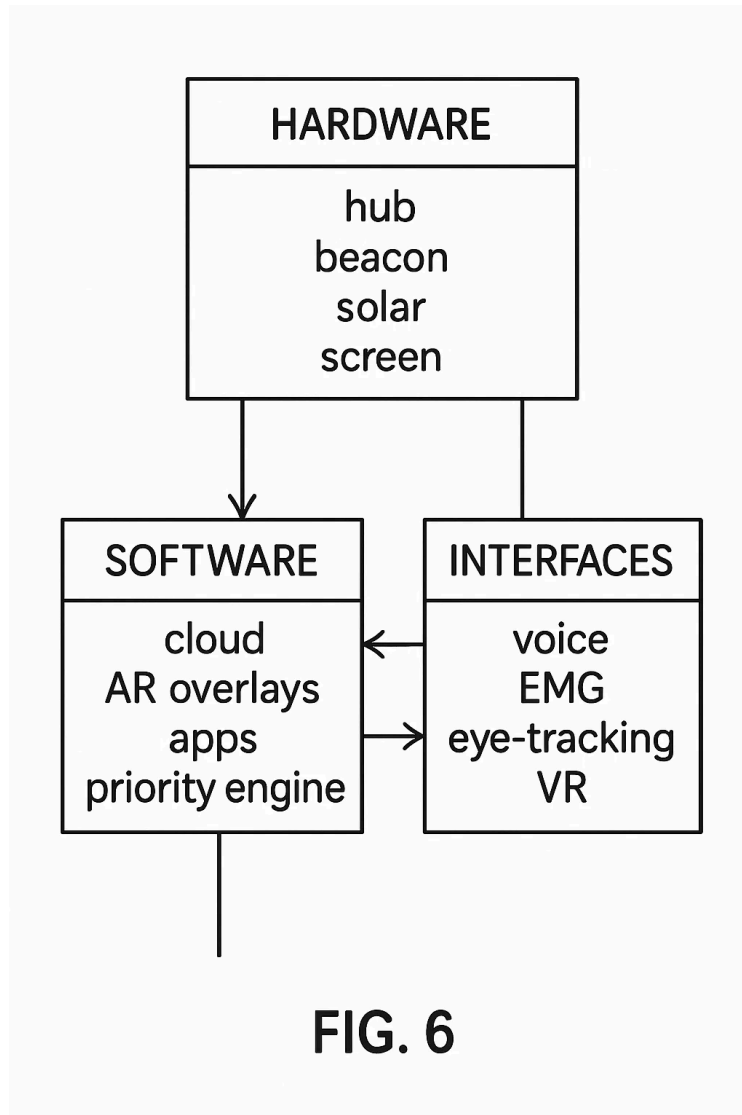 HARDWARE
hub
beacon
solar
screen
SOFTWARE
cloud
AR overlays
apps
priority engine
INTERFACES
voice
EMG
eye-tracking
VR
FIG. 6